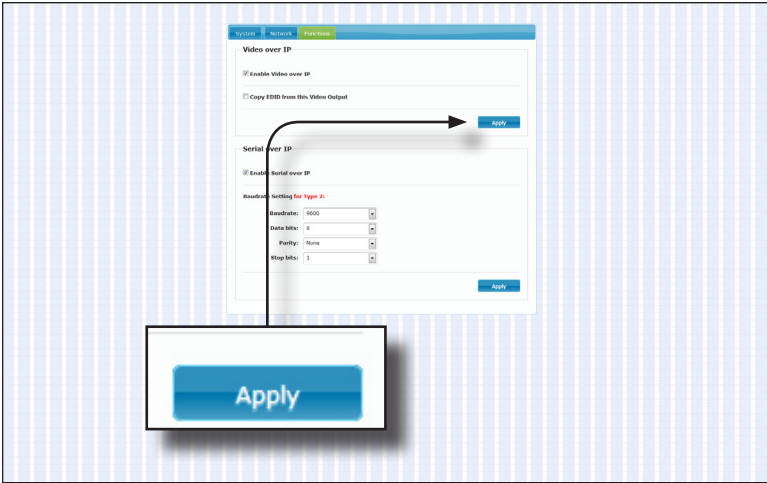 System Network Functions
Video over IP
Enable Video over IP
Copy EDID from this Video Output
Apply
Serial over IP
Enable Serial over IP
Baudrate Setting for Type 2:
Baudrate: 9600
Data bits: 8
Parity: None
Stop bits: 1
Apply
Apply